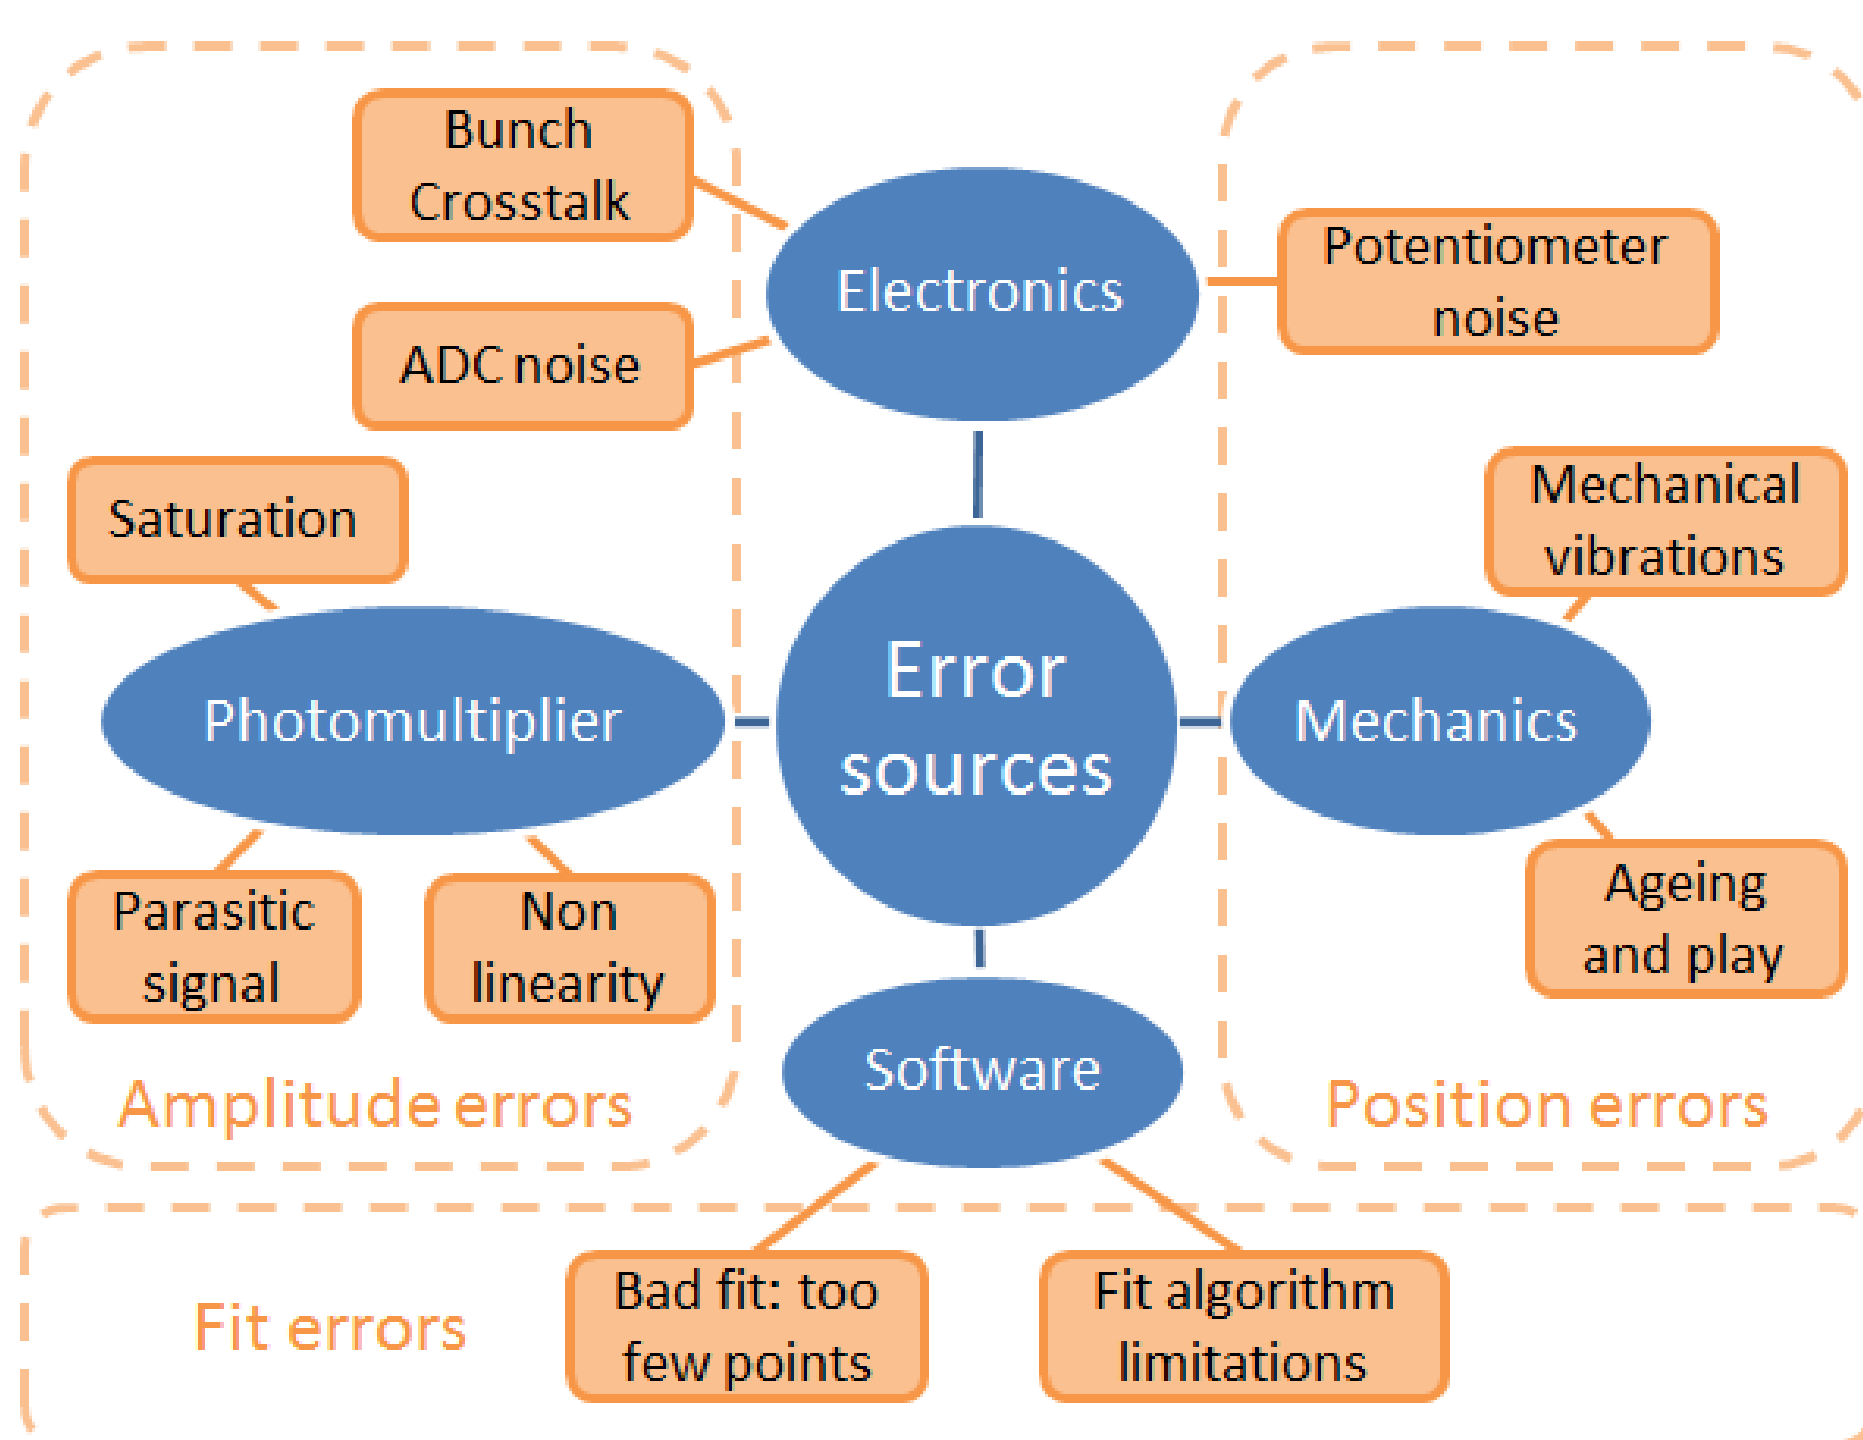 Bunch
Crosstalk
Electronics
Potentiometer
noise
ADC noise
Saturation
Mechanical
vibrations
Photomultiplier
Error
sources
Mechanics
Parasitic
signal
Non
linearity
Ageing
and play
Software
Amplitude errors
Position errors
Fit errors
Bad fit: too
few points
Fit algorithm
limitations